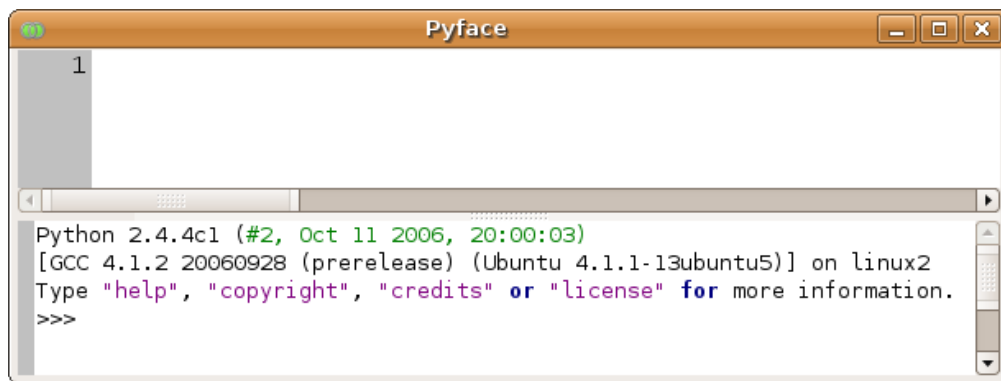 Pyface
1
Python 2.4.4c1 (#2, Oct 11 2006, 20:00:03)
[GCC 4.1.2 20060928 (prerelease) (Ubuntu 4.1.1-13ubuntu5)] on linux2
Type "help", "copyright", "credits" or "license" for more information.
>>>